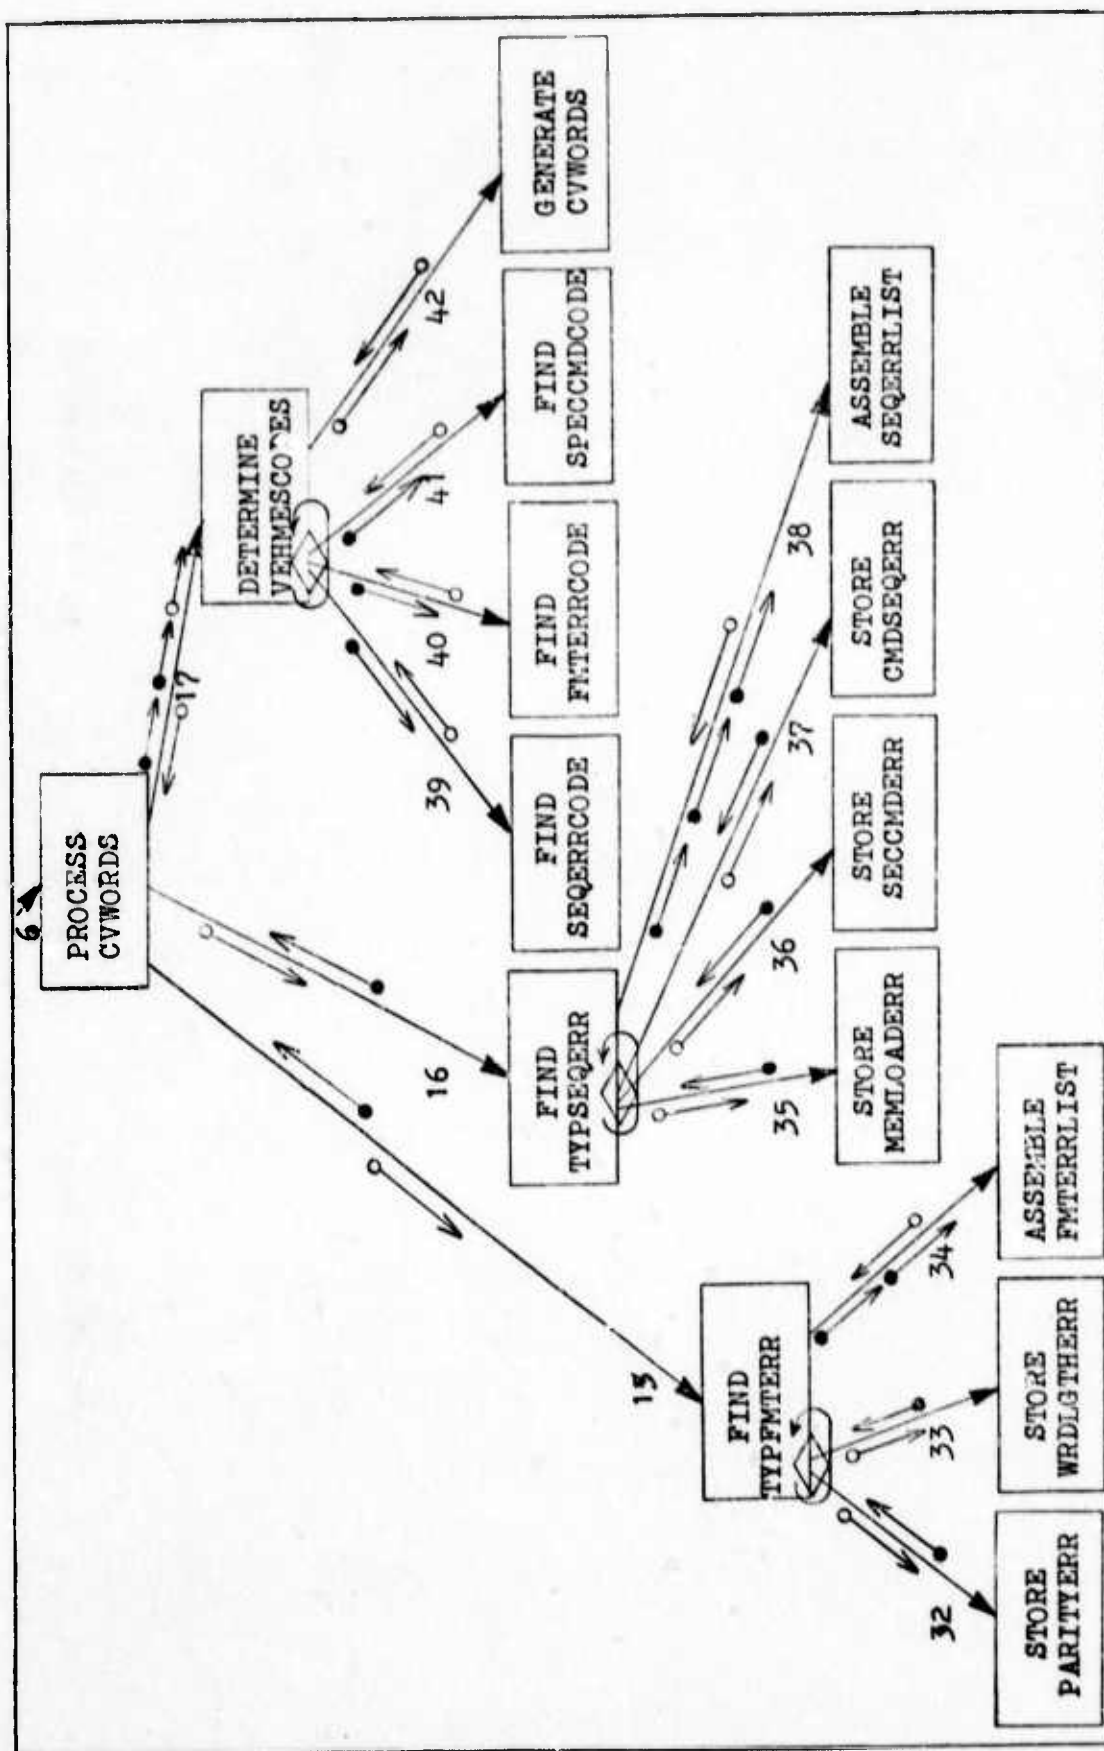 6
PROCESS
CVWORDS
17
DETERMINE
VEHMESCODES
16
15
39
40
41
42
FIND
SEQERRCODE
FIND
FMTERRCODE
FIND
SPECCMDCODE
GENERATE
CVWORDS
FIND
TYPSEQERR
35
36
37
38
STORE
MEMLOADERR
STORE
SECCMDERR
STORE
CMDSEQERR
ASSEMBLE
SEQERRLIST
FIND
TYPFMTERR
32
33
34
STORE
PARITYERR
STORE
WRDLGTHERR
ASSEMBLE
FMTERRLIST